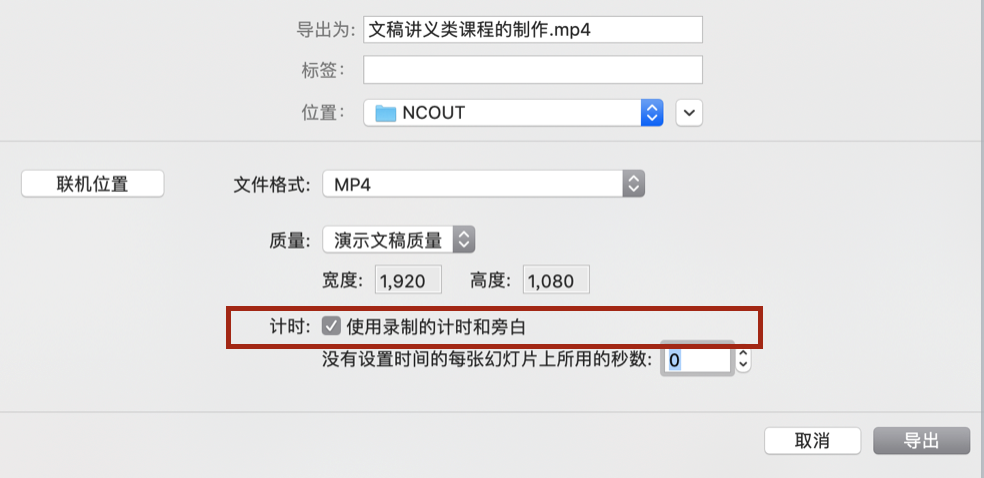 导出为: 文稿讲义类课程的制作.mp4
标签:
位置: NCOUT
联机位置 文件格式: MP4
质量: 演示文稿质量
宽度: 1,920 高度: 1,080
计时: 使用录制的计时和旁白
没有设置时间的每张幻灯片上所用的秒数: 0
取消 导出